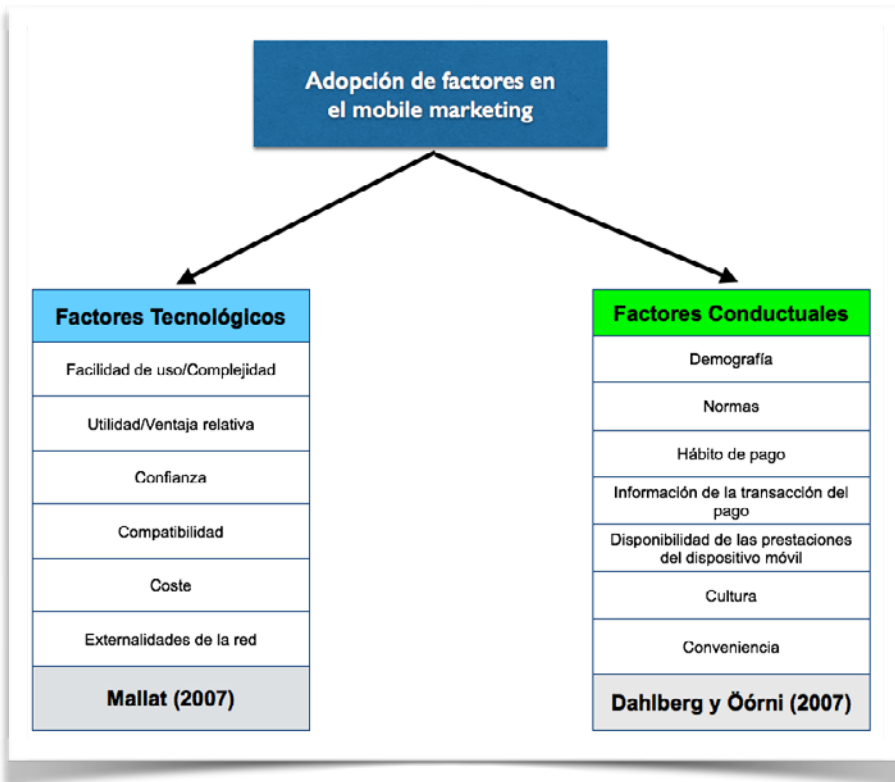 Adopción de factores en
el mobile marketing
Factores Tecnológicos
Facilidad de uso/Complejidad
Utilidad/Ventaja relativa
Confianza
Compatibilidad
Coste
Externalidades de la red
Mallat (2007)
Factores Conductuales
Demografía
Normas
Hábito de pago
Información de la transacción del
pago
Disponibilidad de las prestaciones
del dispositivo móvil
Cultura
Conveniencia
Dahlberg y Öórni (2007)